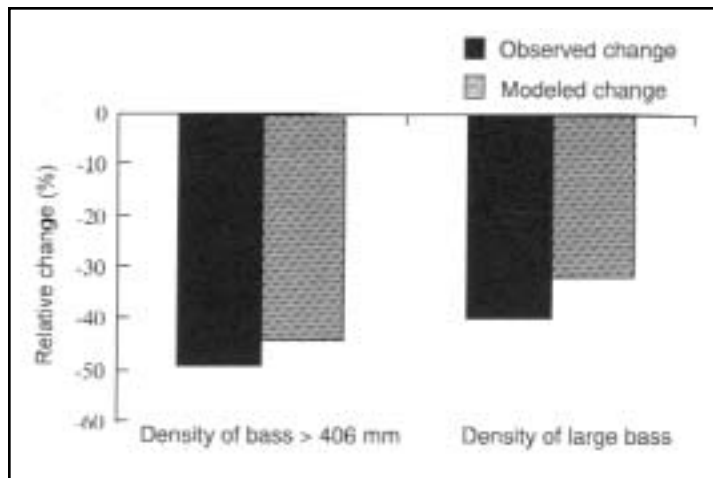 Observed change
Modeled change
0
-10
-20
-30
-40
-50
-60
Relative change (%)
Density of bass > 406 mm
Density of large bass